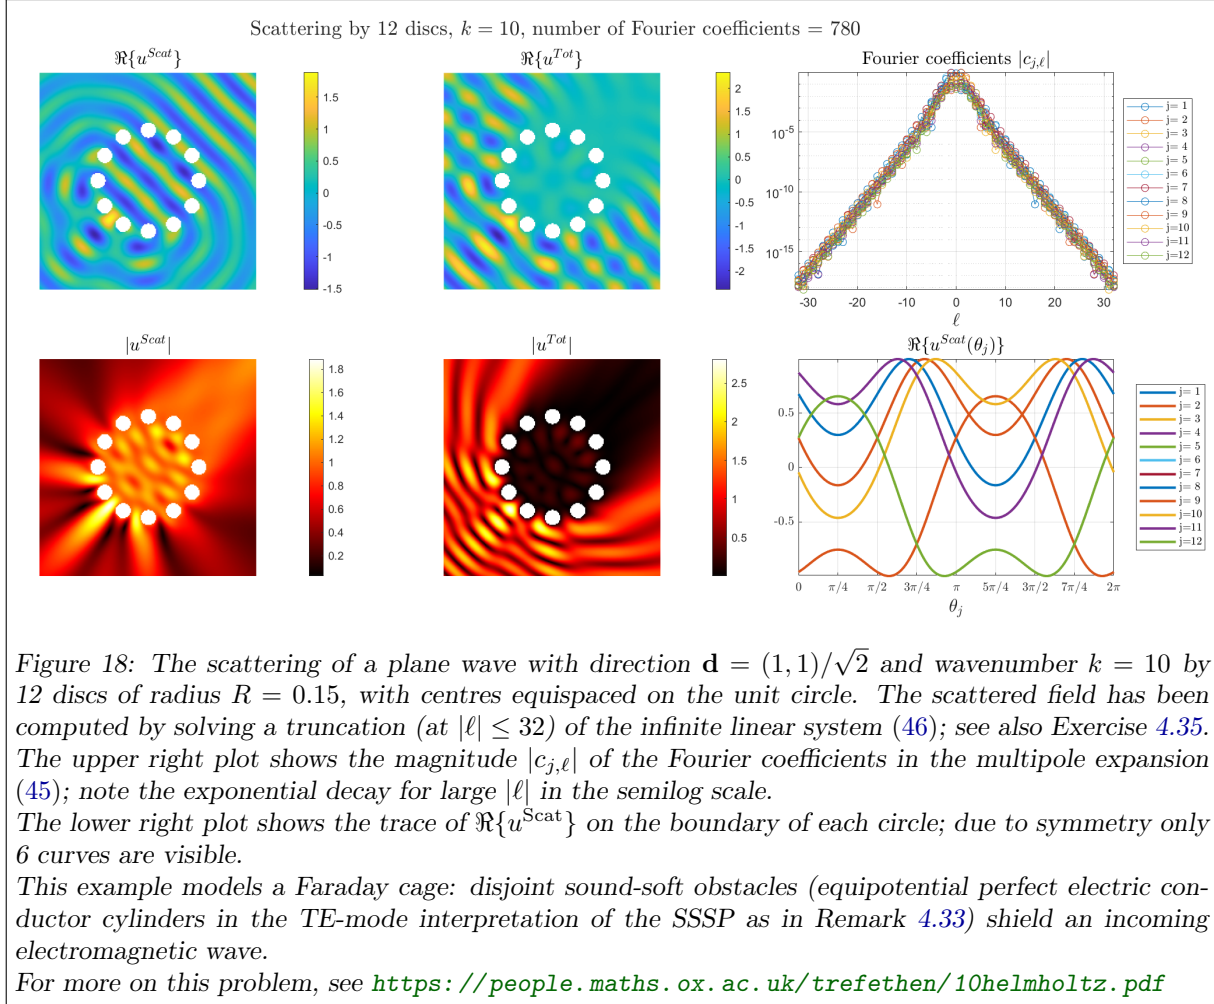 Scattering by 12 discs, k = 10, number of Fourier coefficients = 780
ℜ{u^{Scat}}
1.5
1
0.5
0
-0.5
-1
-1.5
ℜ{u^{Tot}}
2
1.5
1
0.5
0
-0.5
-1
-1.5
-2
Fourier coefficients |c_{j,ℓ}|
10^{-5}
10^{-10}
10^{-15}
-30 -20 -10 0 10 20 30
ℓ
j= 1
j= 2
j= 3
j= 4
j= 5
j= 6
j= 7
j= 8
j= 9
j=10
j=11
j=12
|u^{Scat}|
1.8
1.6
1.4
1.2
1
0.8
0.6
0.4
0.2
|u^{Tot}|
2.5
2
1.5
1
0.5
ℜ{u^{Scat}(θ_j)}
0.5
0
-0.5
0 π/4 π/2 3π/4 π 5π/4 3π/2 7π/4 2π
θ_j
j= 1
j= 2
j= 3
j= 4
j= 5
j= 6
j= 7
j= 8
j= 9
j=10
j=11
j=12
Figure 18: The scattering of a plane wave with direction d = (1, 1)/√2 and wavenumber k = 10 by
12 discs of radius R = 0.15, with centres equispaced on the unit circle. The scattered field has been
computed by solving a truncation (at |ℓ| ≤ 32) of the infinite linear system (46); see also Exercise 4.35.
The upper right plot shows the magnitude |c_{j,ℓ}| of the Fourier coefficients in the multipole expansion
(45); note the exponential decay for large |ℓ| in the semilog scale.
The lower right plot shows the trace of ℜ{u^{Scat}} on the boundary of each circle; due to symmetry only
6 curves are visible.
This example models a Faraday cage: disjoint sound-soft obstacles (equipotential perfect electric con-
ductor cylinders in the TE-mode interpretation of the SSSP as in Remark 4.33) shield an incoming
electromagnetic wave.
For more on this problem, see https://people.maths.ox.ac.uk/trefethen/10helmholtz.pdf